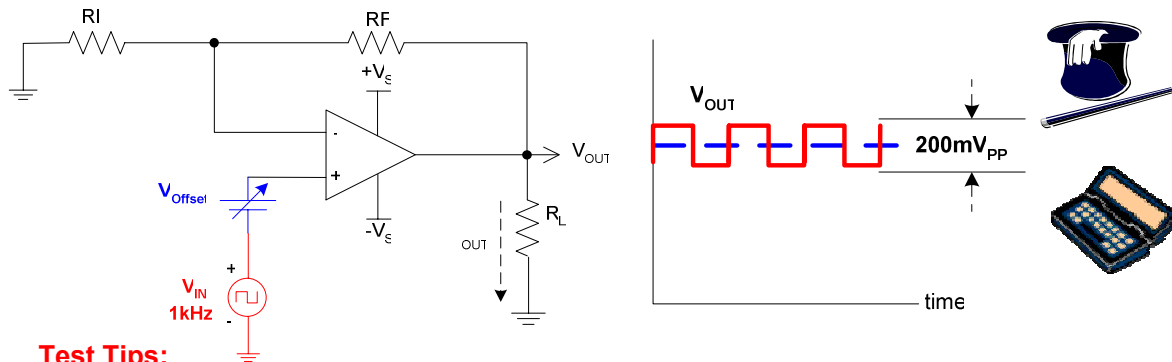 RI
RF
+VS
-
+
-VS
VOUT
VOffset
RL
OUT
+
VIN
1kHz
-
VOUT
200mVPP
time
Test Tips: